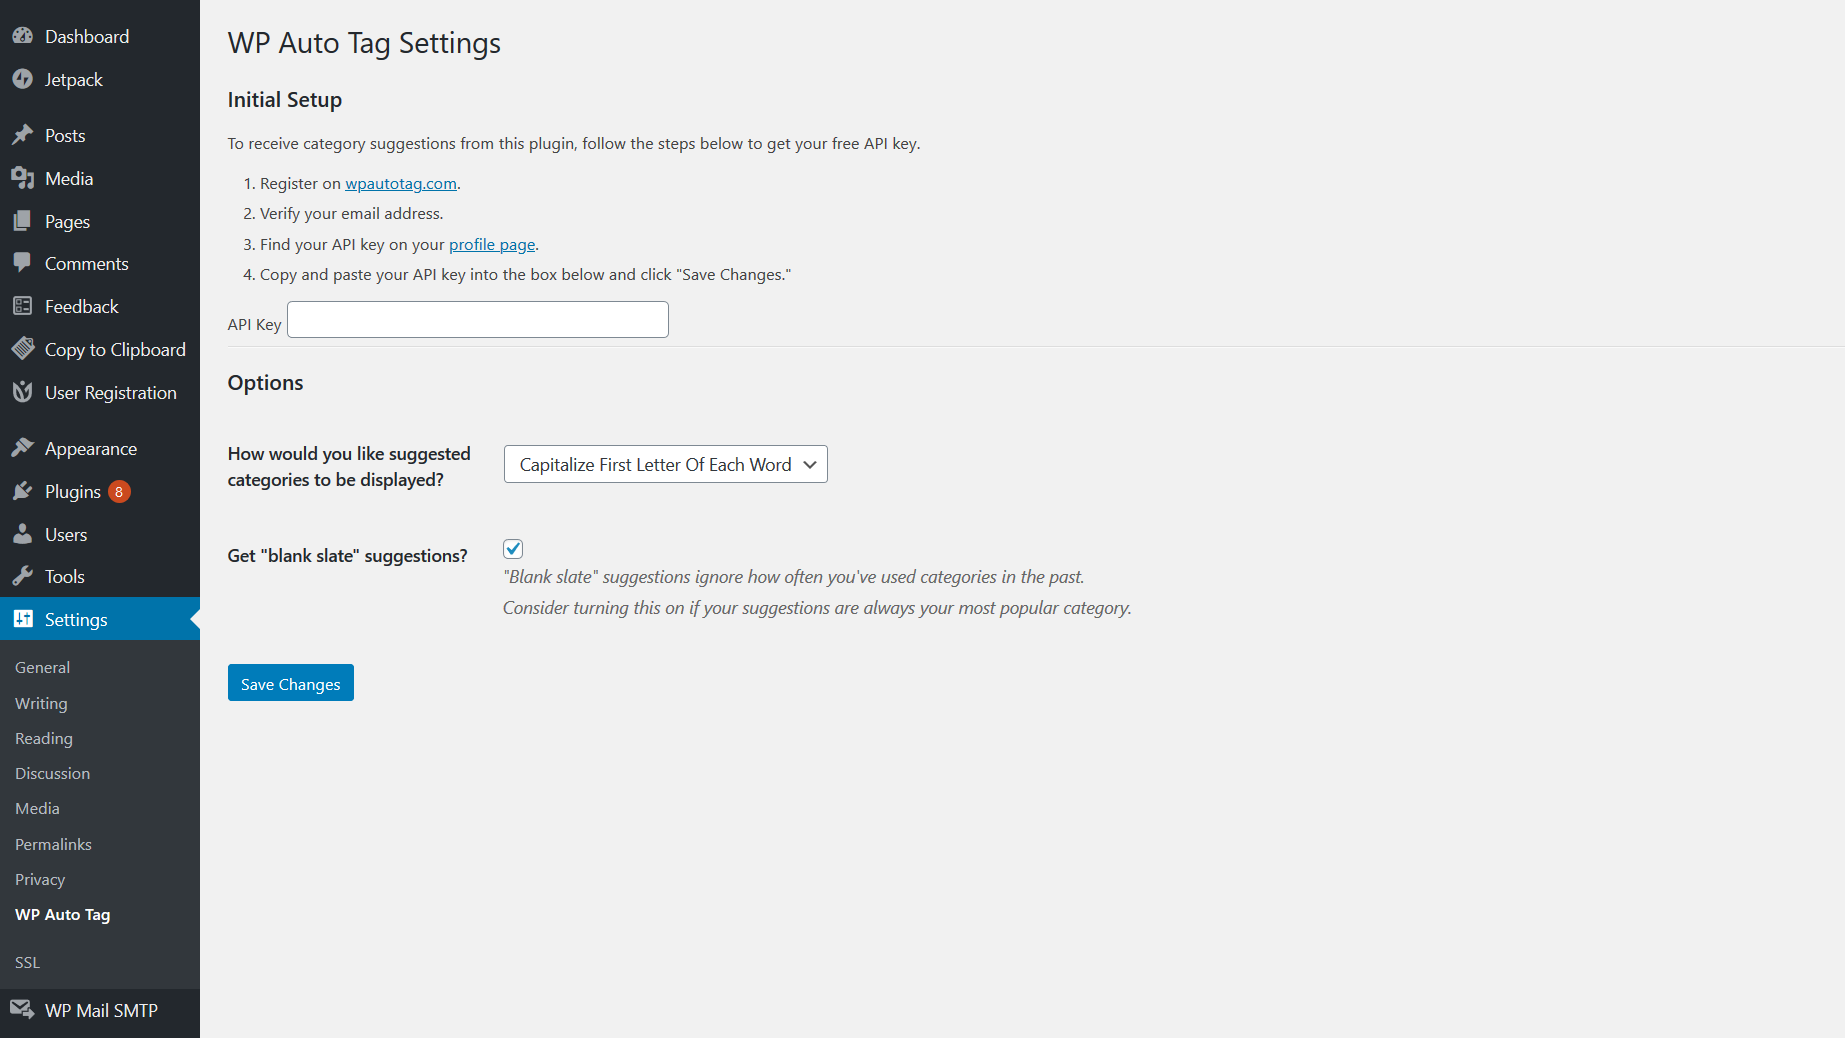 Dashboard
Jetpack
Posts
Media
Pages
Comments
Feedback
Copy to Clipboard
User Registration
Appearance
Plugins 8
Users
Tools
Settings
General
Writing
Reading
Discussion
Media
Permalinks
Privacy
WP Auto Tag
SSL
WP Mail SMTP
WP Auto Tag Settings
Initial Setup
To receive category suggestions from this plugin, follow the steps below to get your free API key.
1. Register on wpautotag.com.
2. Verify your email address.
3. Find your API key on your profile page.
4. Copy and paste your API key into the box below and click "Save Changes."
API Key
Options
How would you like suggested
categories to be displayed?
Capitalize First Letter Of Each Word
Get "blank slate" suggestions?
"Blank slate" suggestions ignore how often you've used categories in the past.
Consider turning this on if your suggestions are always your most popular category.
Save Changes